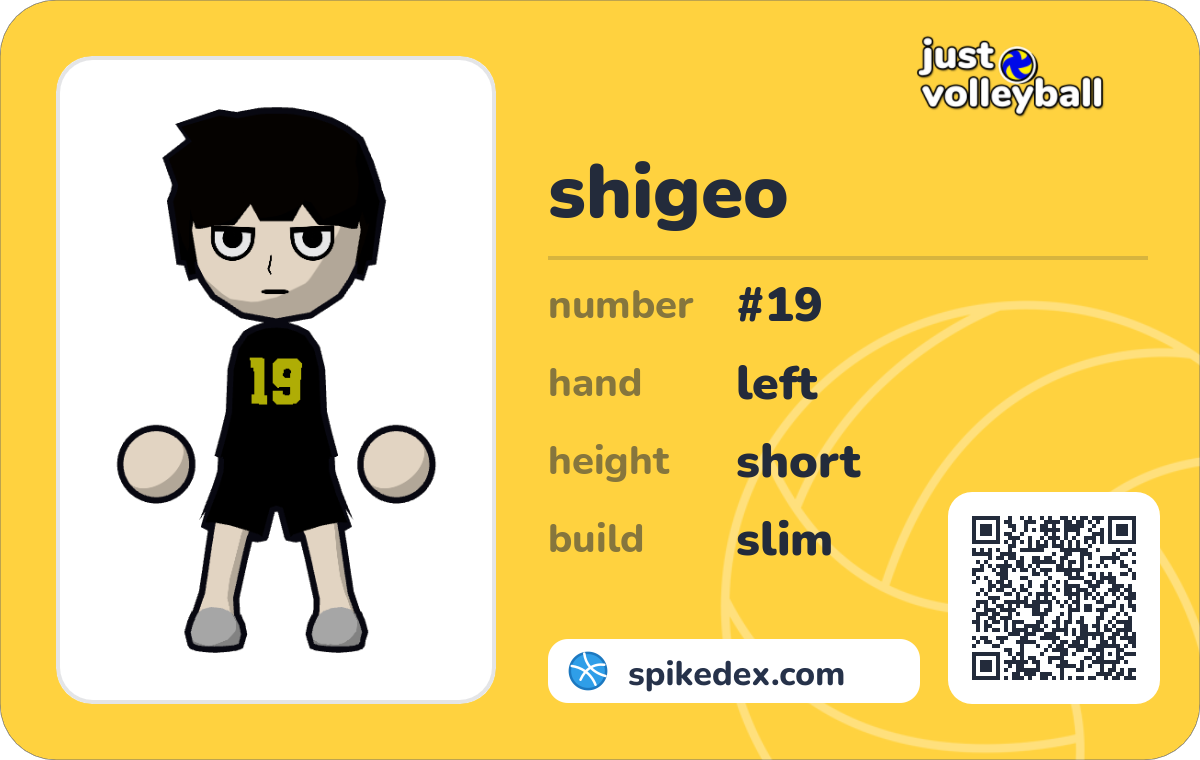 just
volleyball
shigeo
number #19
hand left
height short
build slim
19
spikedex.com